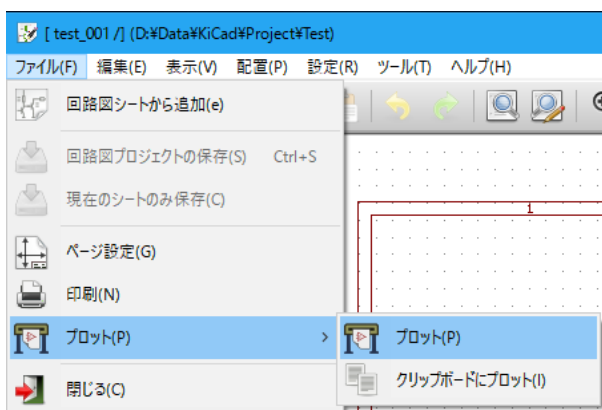 [ test_001 /] (D:¥Data¥KiCad¥Project¥Test)
ファイル(F) 編集(E) 表示(V) 配置(P) 設定(R) ツール(T) ヘルプ(H)
回路図シートから追加(e)
回路図プロジェクトの保存(S) Ctrl+S
現在のシートのみ保存(C)
1
ページ設定(G)
印刷(N)
プロット(P) > プロット(P)
クリップボードにプロット(I)
閉じる(C)